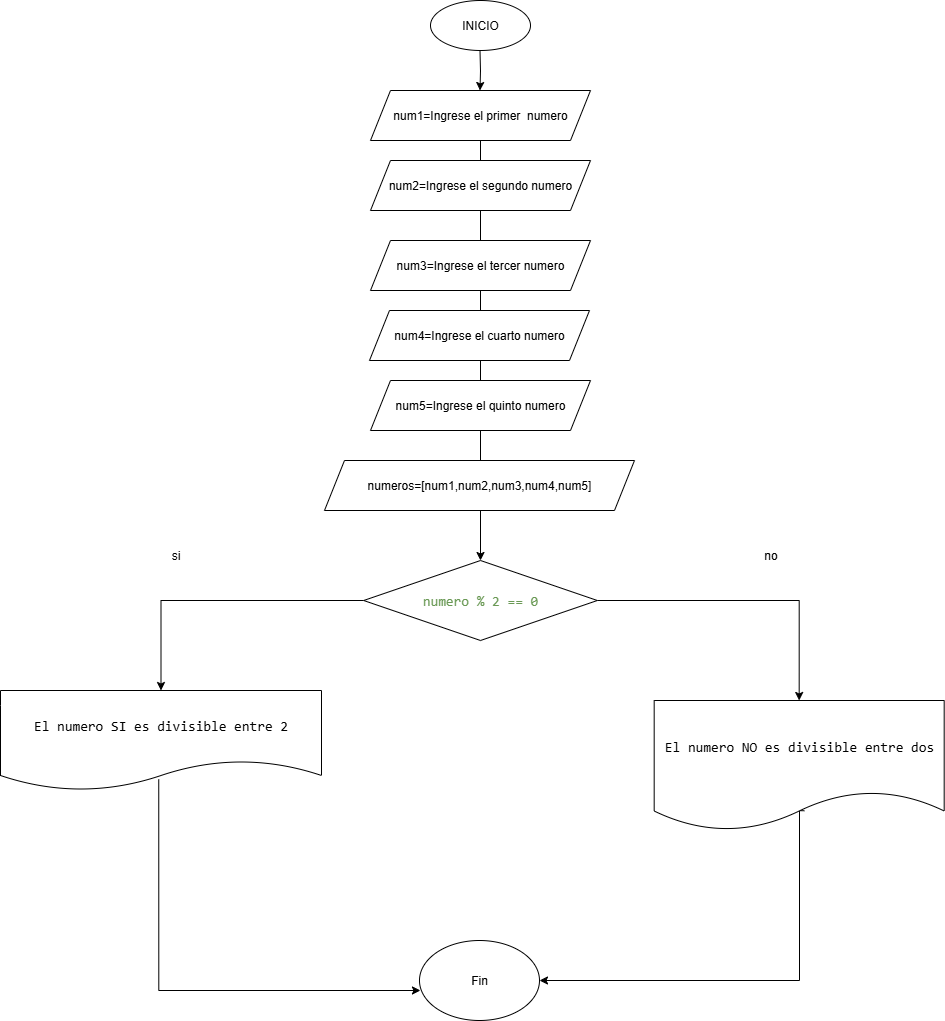 INICIO
num1=Ingrese el primer  numero
num2=Ingrese el segundo numero
num3=Ingrese el tercer numero
num4=Ingrese el cuarto numero
num5=Ingrese el quinto numero
numeros=[num1,num2,num3,num4,num5]
si
no
numero % 2 == 0
El numero SI es divisible entre 2
El numero NO es divisible entre dos
Fin